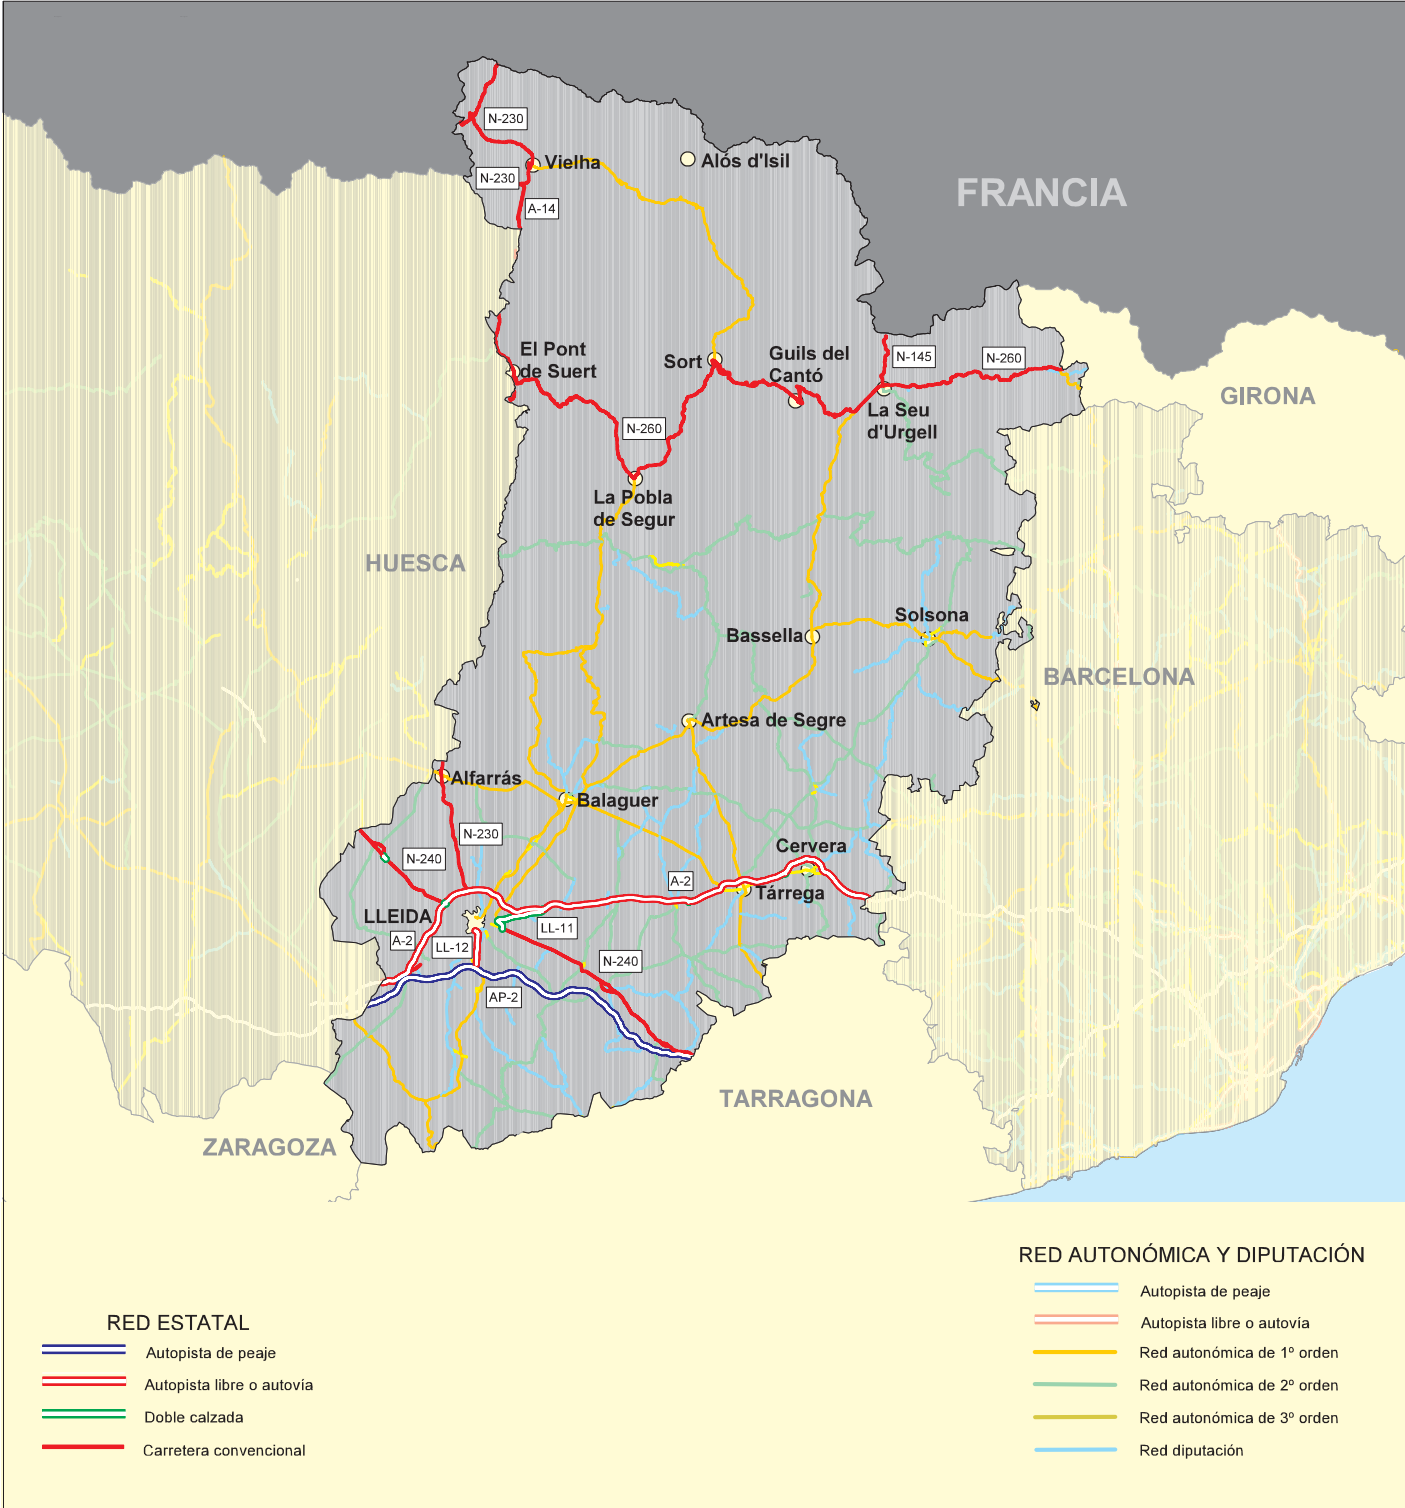 N-230
Vielha
Alós d'Isil
N-230
FRANCIA
A-14
El Pont
de Suert
Sort
Guils del
Cantó
N-145
N-260
GIRONA
La Seu
d'Urgell
N-260
La Pobla
de Segur
HUESCA
Solsona
Bassella
BARCELONA
Artesa de Segre
Alfarrás
Balaguer
N-230
Cervera
N-240
A-2
Tárrega
LLEIDA
LL-11
A-2
LL-12
N-240
AP-2
TARRAGONA
ZARAGOZA
RED ESTATAL
Autopista de peaje
Autopista libre o autovía
Doble calzada
Carretera convencional
RED AUTONÓMICA Y DIPUTACIÓN
Autopista de peaje
Autopista libre o autovía
Red autonómica de 1º orden
Red autonómica de 2º orden
Red autonómica de 3º orden
Red diputación